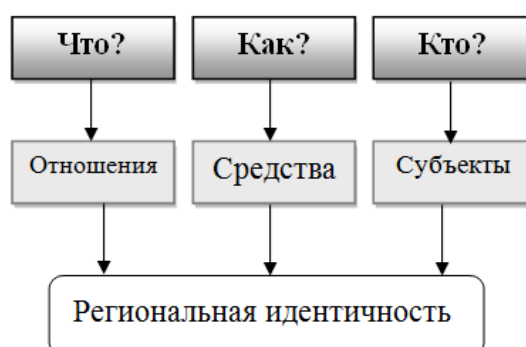 Что? Как? Кто?
Отношения Средства Субъекты
Региональная идентичность